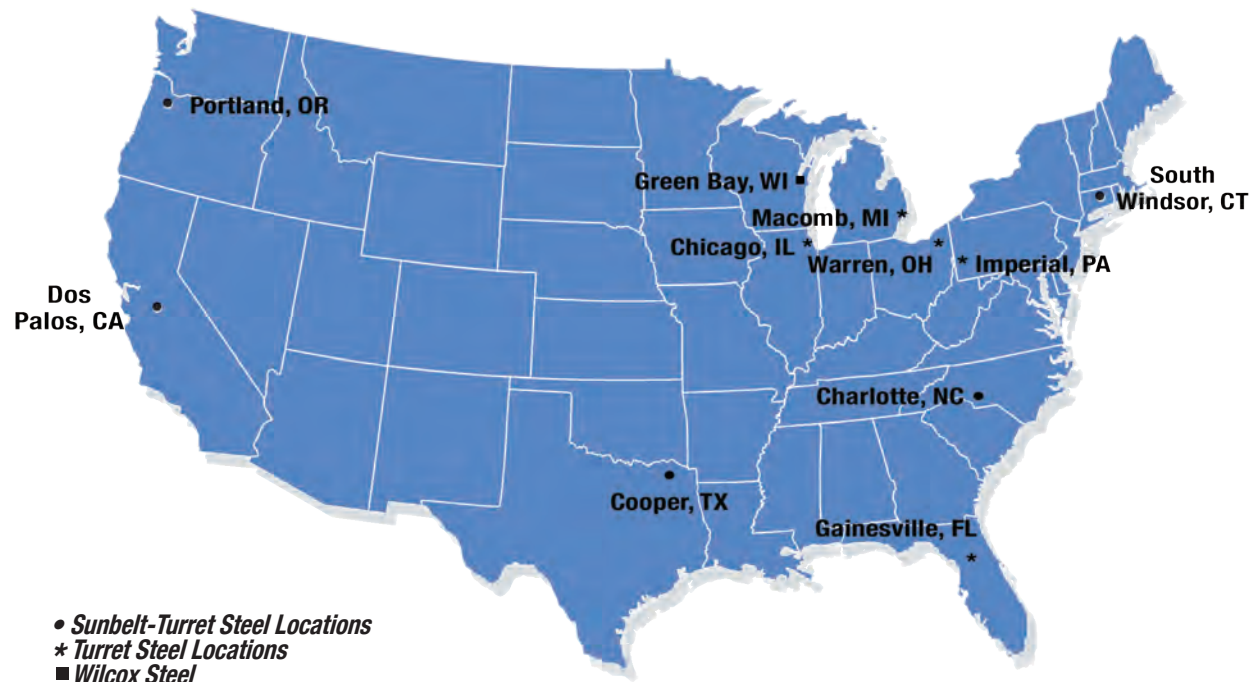 Portland, OR
Green Bay, WI
South
Windsor, CT
Macomb, MI
Chicago, IL
Warren, OH
Imperial, PA
Dos
Palos, CA
Charlotte, NC
Cooper, TX
Gainesville, FL
• Sunbelt-Turret Steel Locations
* Turret Steel Locations
■ Wilcox Steel